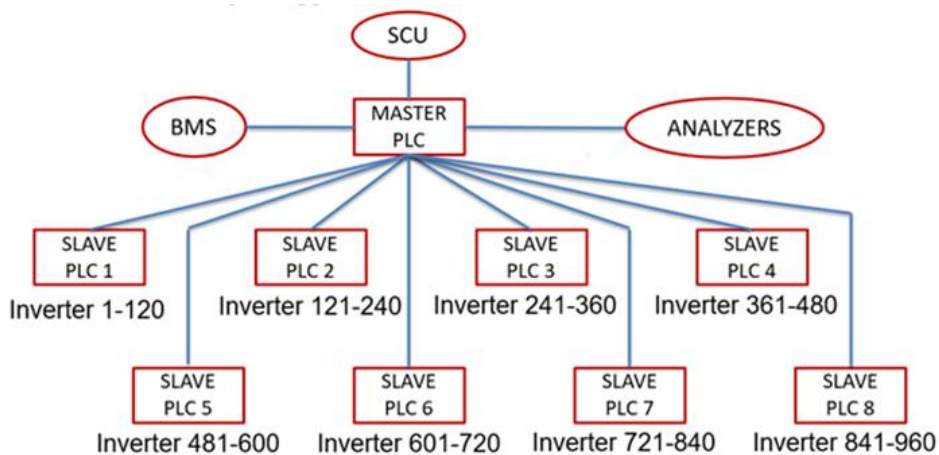 SCU
BMS
MASTER
PLC
ANALYZERS
SLAVE
PLC 1
SLAVE
PLC 2
SLAVE
PLC 3
SLAVE
PLC 4
Inverter 1-120
Inverter 121-240
Inverter 241-360
Inverter 361-480
SLAVE
PLC 5
SLAVE
PLC 6
SLAVE
PLC 7
SLAVE
PLC 8
Inverter 481-600
Inverter 601-720
Inverter 721-840
Inverter 841-960